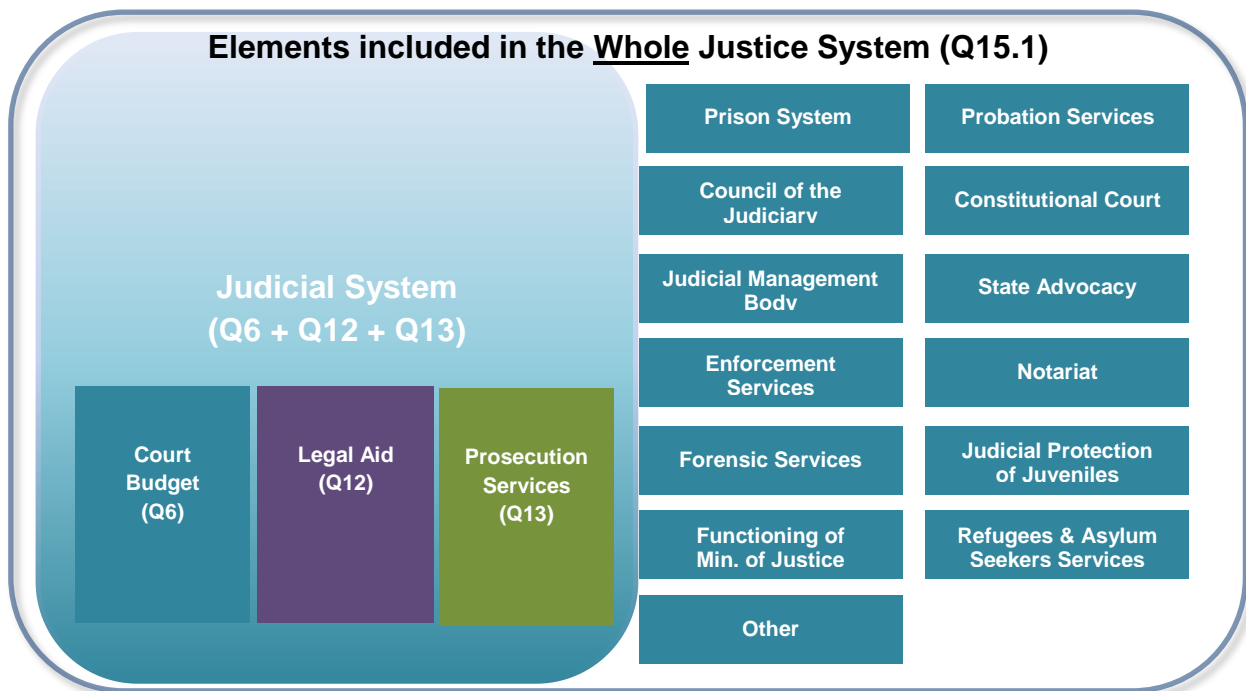 Elements included in the Whole Justice System (Q15.1)
Judicial System
(Q6 + Q12 + Q13)
Court
Budget
(Q6)
Legal Aid
(Q12)
Prosecution
Services
(Q13)
Prison System
Probation Services
Council of the
Judiciary
Constitutional Court
Judicial Management
Body
State Advocacy
Enforcement
Services
Notariat
Forensic Services
Judicial Protection
of Juveniles
Functioning of
Min. of Justice
Refugees & Asylum
Seekers Services
Other